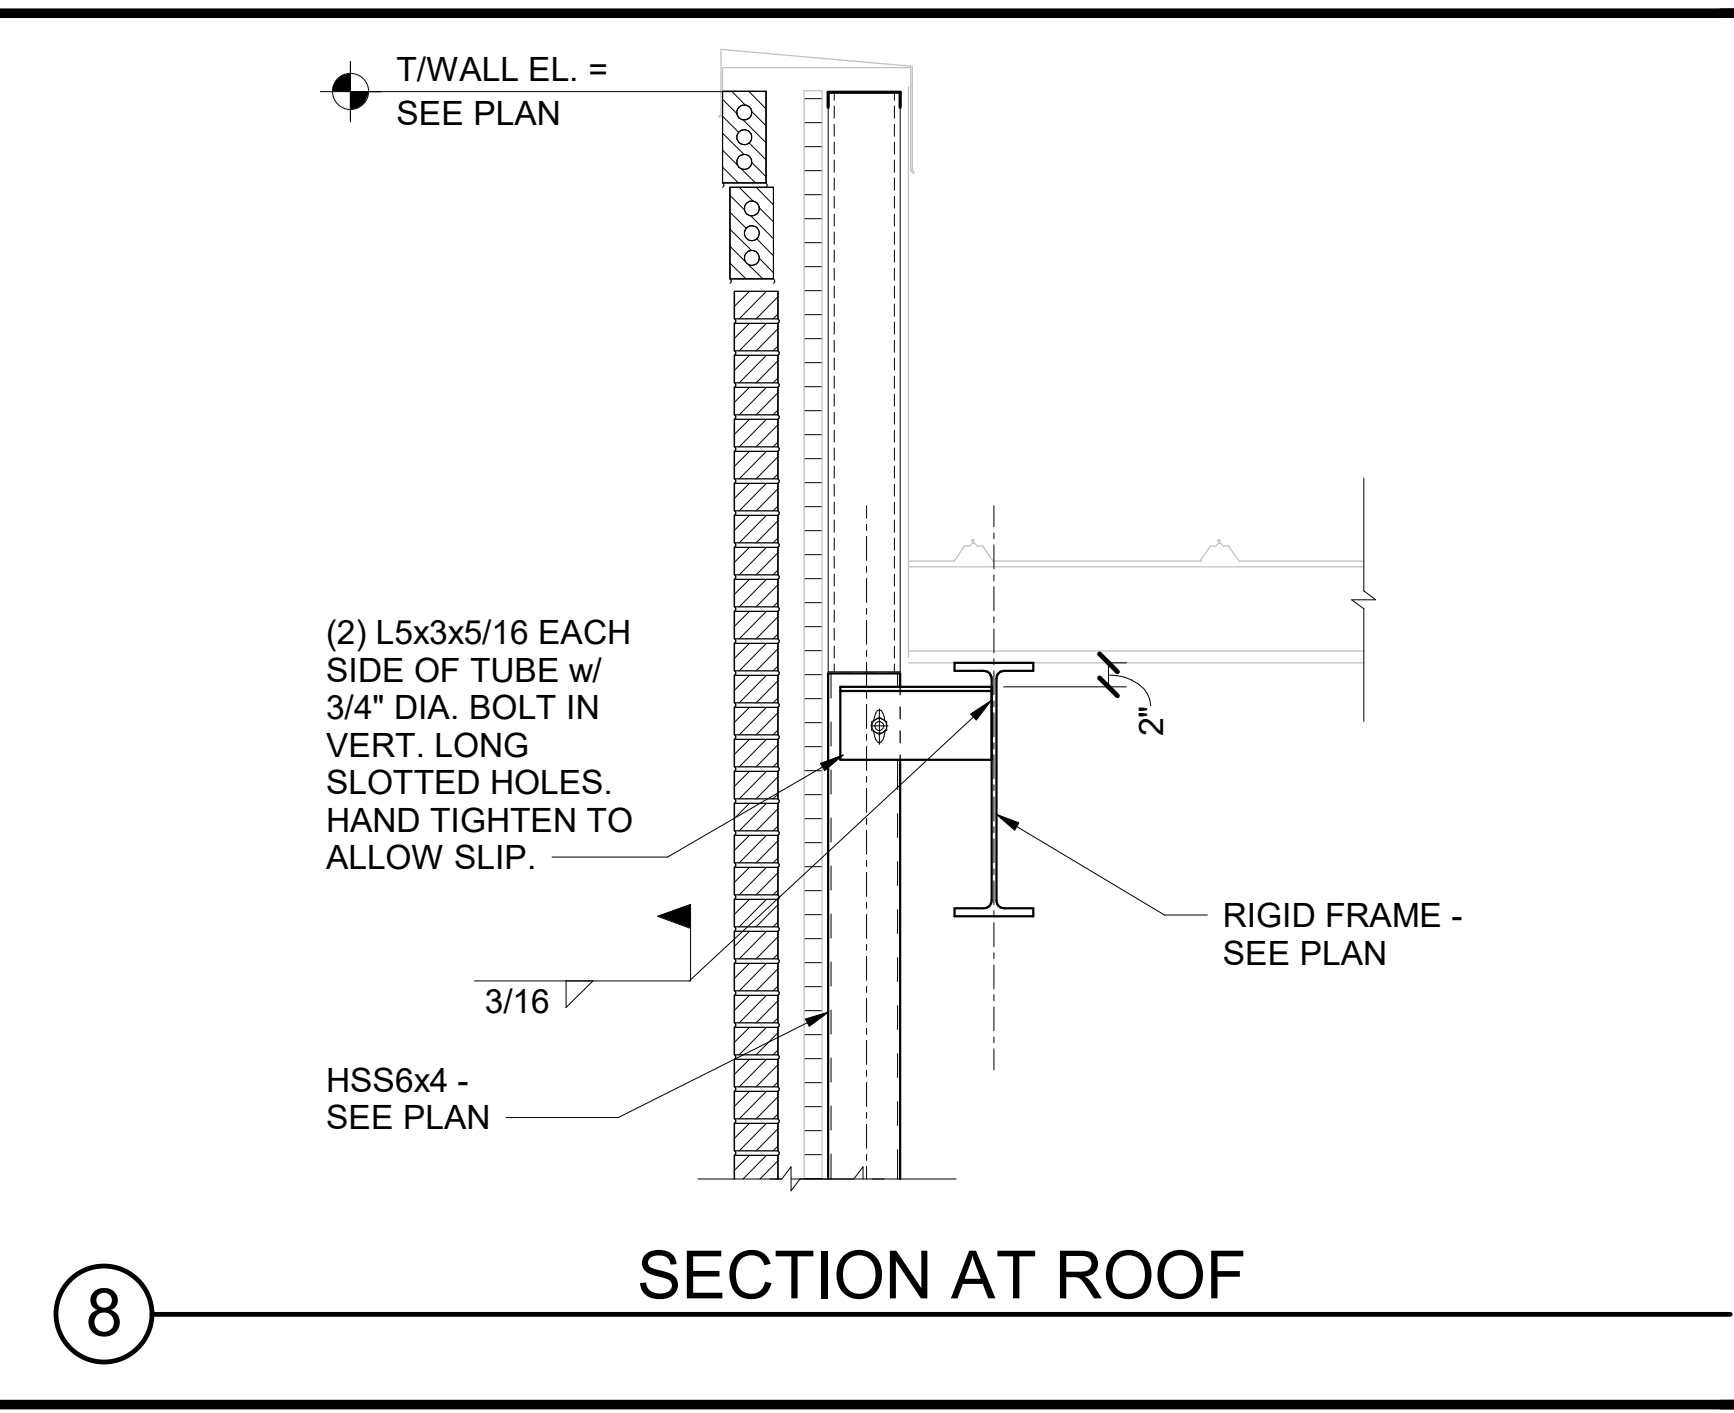 T/WALL EL. =
SEE PLAN
(2) L5x3x5/16 EACH
SIDE OF TUBE w/
3/4" DIA. BOLT IN
VERT. LONG
SLOTTED HOLES.
HAND TIGHTEN TO
ALLOW SLIP.
2"
RIGID FRAME -
SEE PLAN
3/16
HSS6x4 -
SEE PLAN
SECTION AT ROOF
8